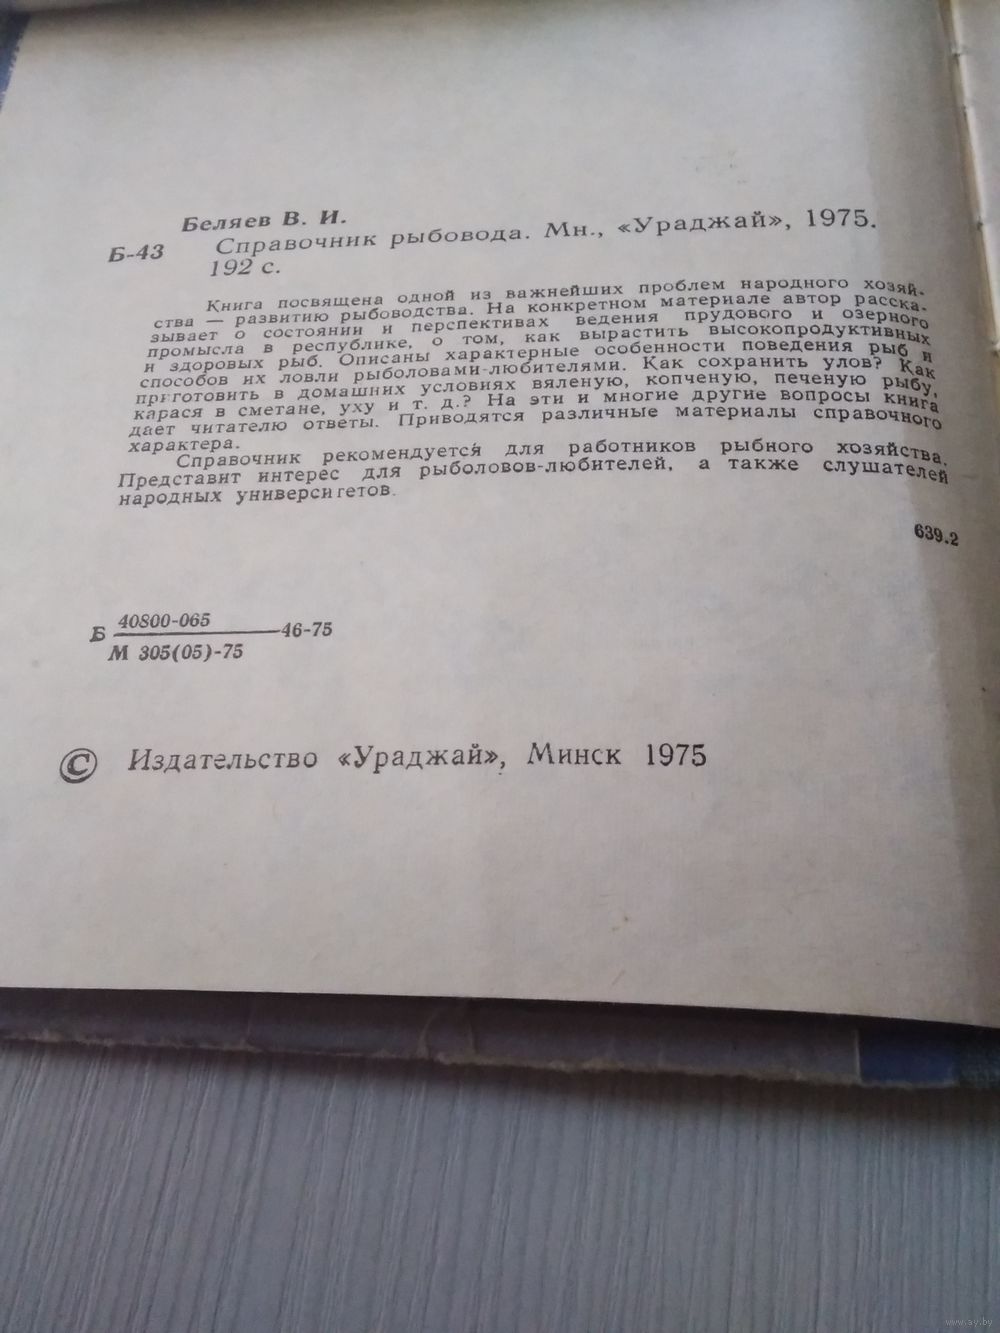 Беляев В. И.
Б-43 Справочник рыбовода. Мн., «Ураджай», 1975.
192 с.
Книга посвящена одной из важнейших проблем народного хозяй-
ства — развитию рыбоводства. На конкретном материале автор расска-
зывает о состоянии и перспективах ведения прудового и озерного
промысла в республике, о том, как вырастить высокопродуктивных
и здоровых рыб. Описаны характерные особенности поведения рыб и
способов их ловли рыболовами-любителями. Как сохранить улов? Как
приготовить в домашних условиях вяленую, копченую, печеную рыбу,
карася в сметане, уху и т. д.? На эти и многие другие вопросы книга
дает читателю ответы. Приводятся различные материалы справочного
характера.
Справочник рекомендуется для работников рыбного хозяйства.
Представит интерес для рыболовов-любителей, а также слушателей
народных университетов.
639.2
Б 40800-065 —46-75
М 305(05)-75
© Издательство «Ураджай», Минск 1975
www.ay.by